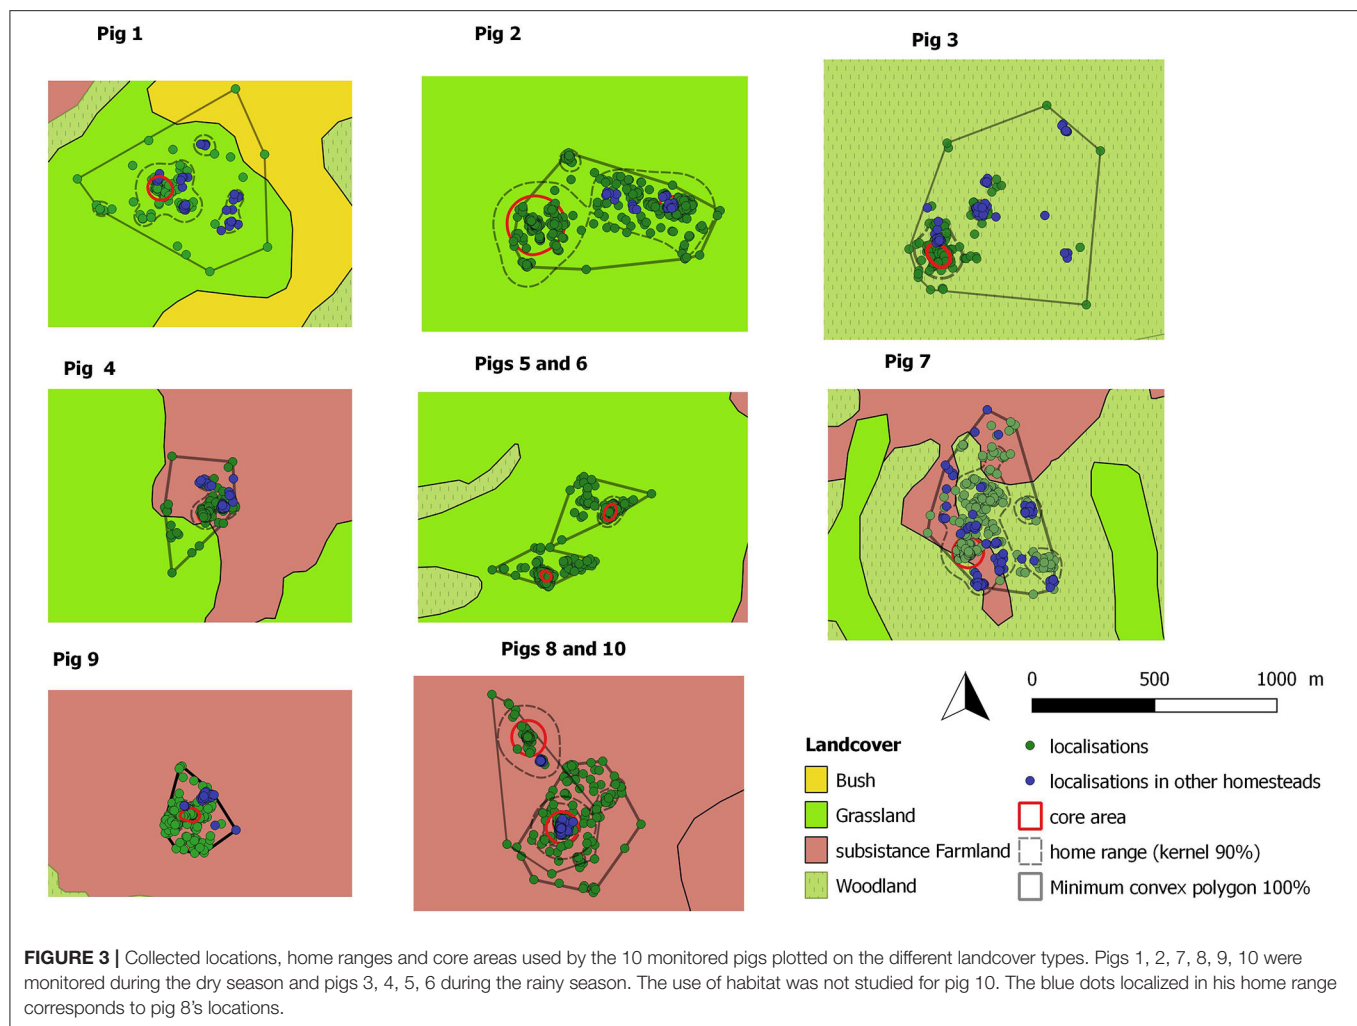 Pig 1
Pig 2
Pig 3
Pig 4
Pigs 5 and 6
Pig 7
Pig 9
Pigs 8 and 10
0 500 1000 m
Landcover
Bush
Grassland
subsistance Farmland
Woodland
localisations
localisations in other homesteads
core area
home range (kernel 90%)
Minimum convex polygon 100%
FIGURE 3 | Collected locations, home ranges and core areas used by the 10 monitored pigs plotted on the different landcover types. Pigs 1, 2, 7, 8, 9, 10 were
monitored during the dry season and pigs 3, 4, 5, 6 during the rainy season. The use of habitat was not studied for pig 10. The blue dots localized in his home range
corresponds to pig 8's locations.